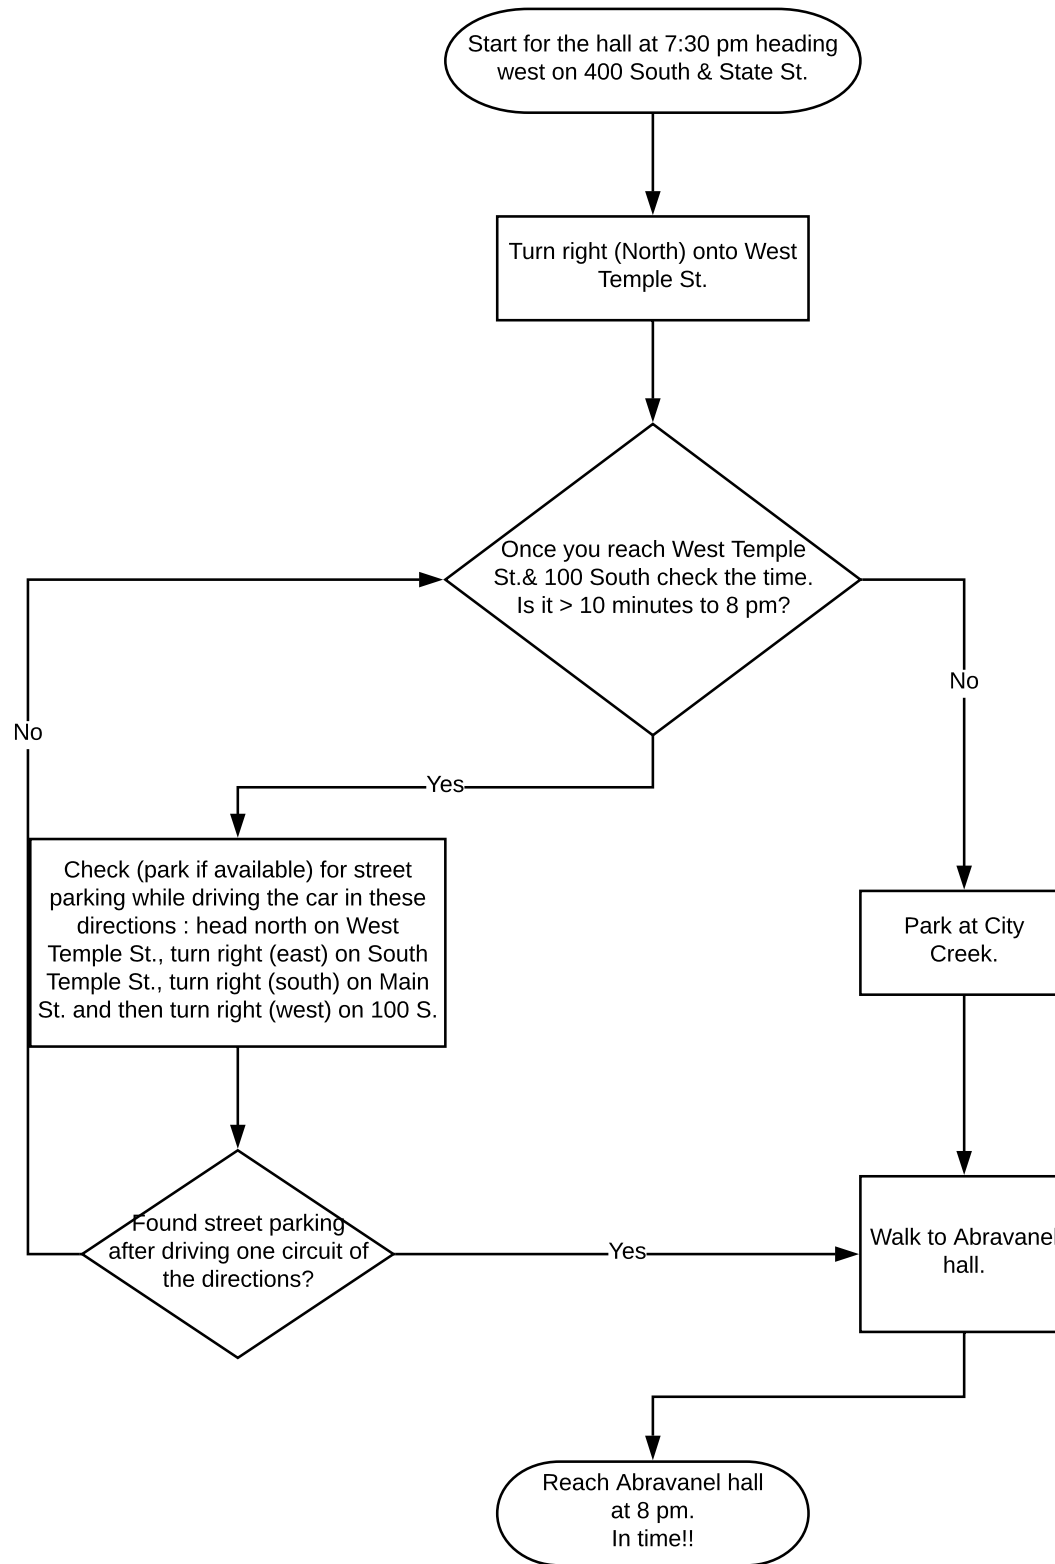 Start for the hall at 7:30 pm heading
west on 400 South & State St.
Turn right (North) onto West
Temple St.
Once you reach West Temple
St.& 100 South check the time.
Is it > 10 minutes to 8 pm?
No
No
Yes
Check (park if available) for street
parking while driving the car in these
directions : head north on West
Temple St., turn right (east) on South
Temple St., turn right (south) on Main
St. and then turn right (west) on 100 S.
Park at City
Creek.
Found street parking
after driving one circuit of
the directions?
Yes
Walk to Abravanel
hall.
Reach Abravanel hall
at 8 pm.
In time!!